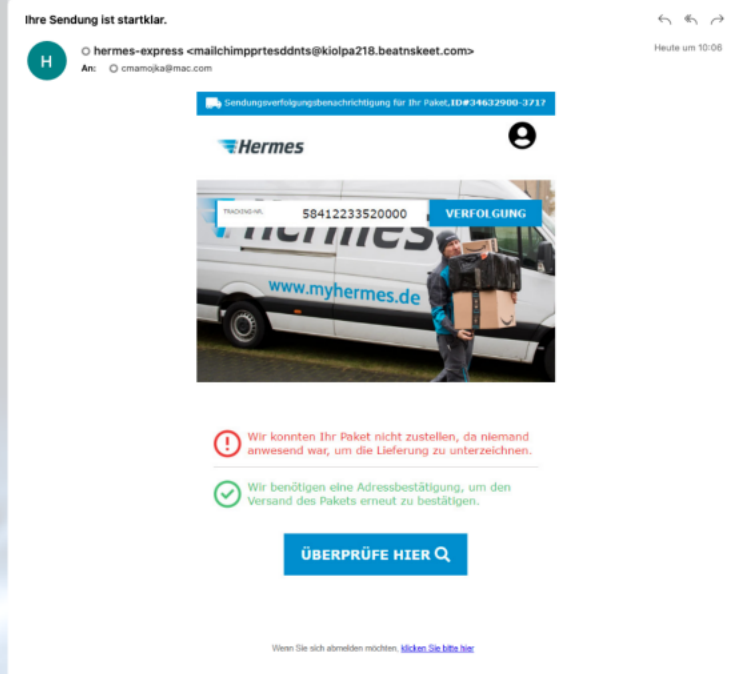 Ihre Sendung ist startklar.
H
hermes-express <mailchimpprtesddnts@kiolpa218.beatnskeet.com>
Heute um 10:06
An: cmamojka@mac.com
Sendungsverfolgungsbenachrichtigung für Ihr Paket,ID#34632900-371?
Hermes
58412233520000
VERFOLGUNG
Hermes
www.myhermes.de
Wir konnten Ihr Paket nicht zustellen, da niemand
anwesend war, um die Lieferung zu unterzeichnen.
Wir benötigen eine Adressbestätigung, um den
Versand des Pakets erneut zu bestätigen.
ÜBERPRÜFE HIER
Wenn Sie sich abmelden möchten, klicken Sie bitte hier